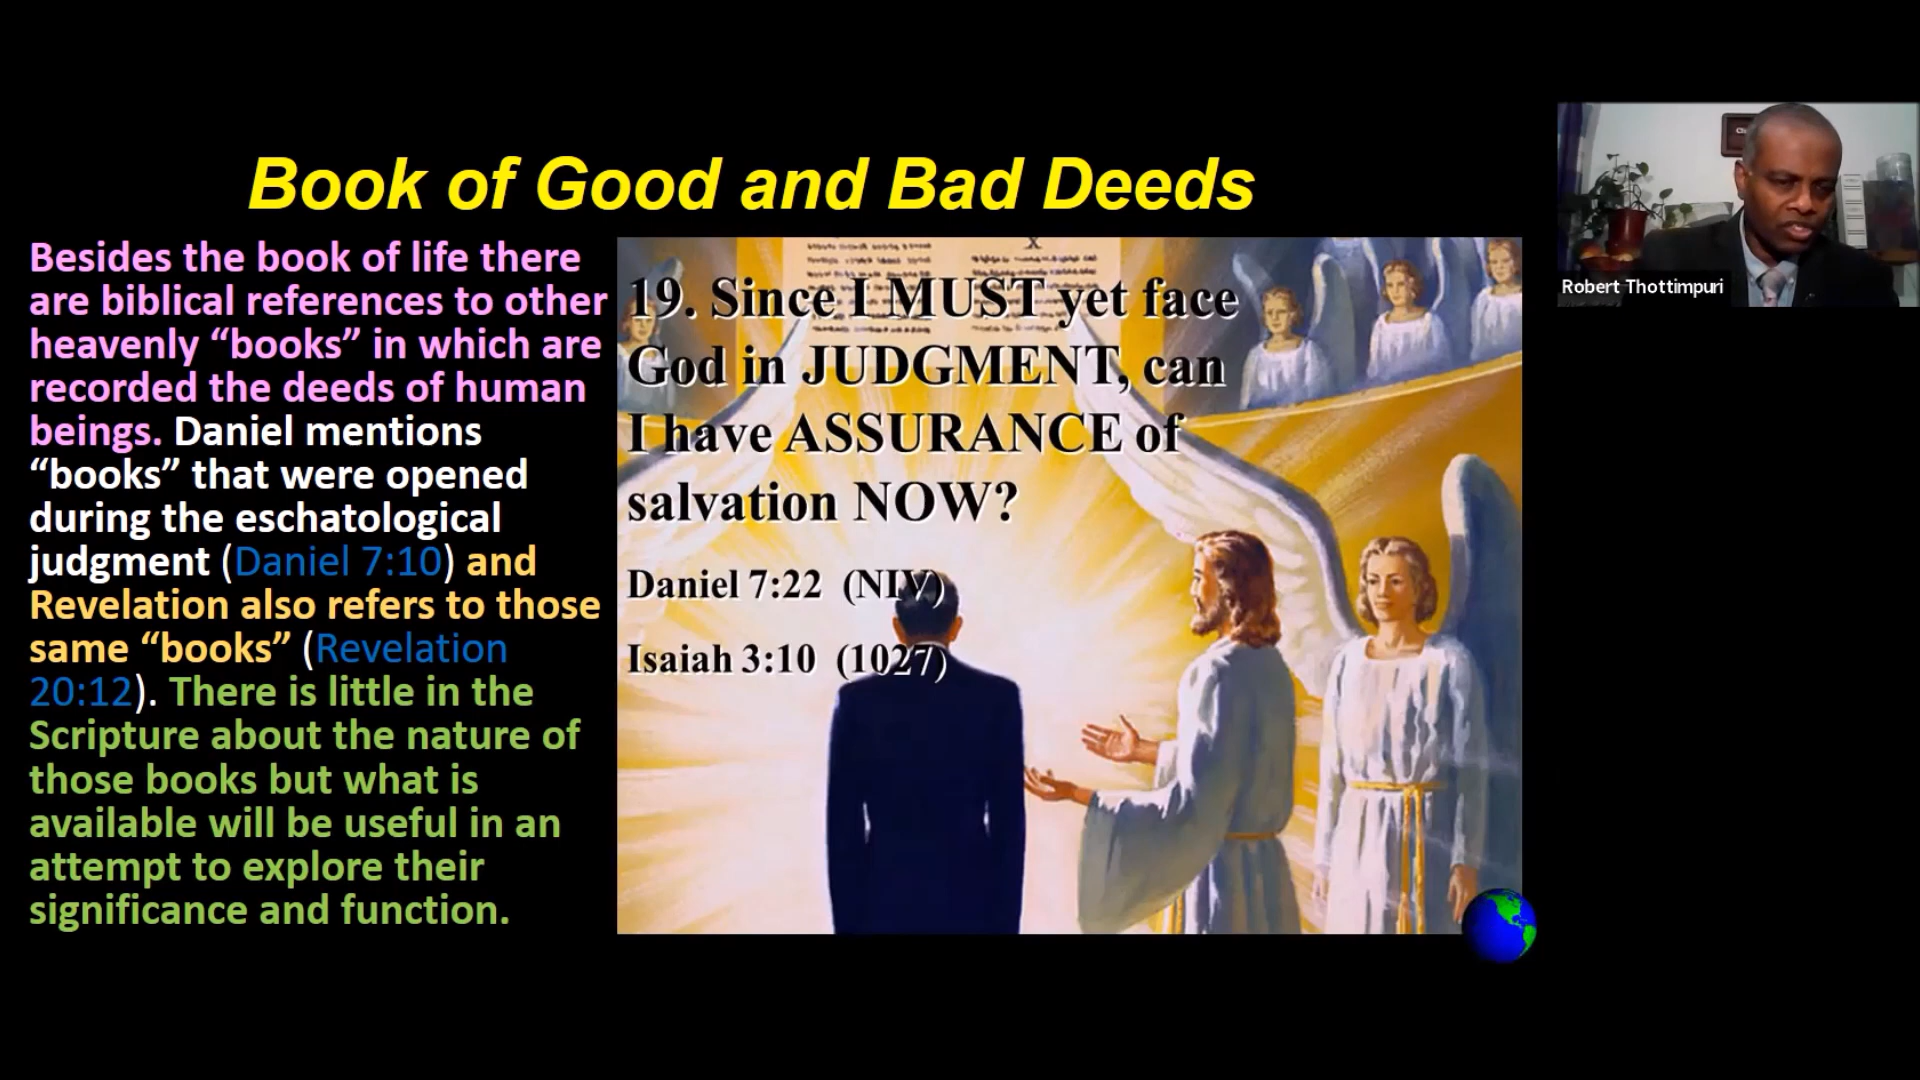 Book of Good and Bad Deeds
Besides the book of life there
are biblical references to other
heavenly “books” in which are
recorded the deeds of human
beings. Daniel mentions
“books” that were opened
during the eschatological
judgment (Daniel 7:10) and
Revelation also refers to those
same “books” (Revelation
20:12). There is little in the
Scripture about the nature of
those books but what is
available will be useful in an
attempt to explore their
significance and function.
19. Since I MUST yet face
God in JUDGMENT, can
I have ASSURANCE of
salvation NOW?
Daniel 7:22 (NIV)
Isaiah 3:10 (1027)
Robert Thottimpuri